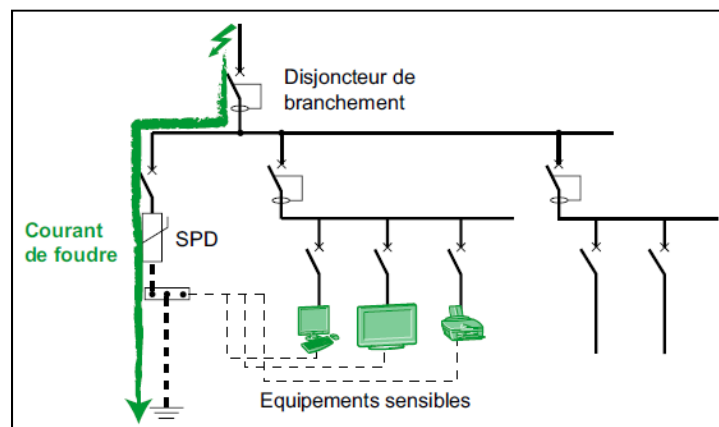 Disjoncteur de
branchement
Courant
de foudre
SPD
Equipements sensibles